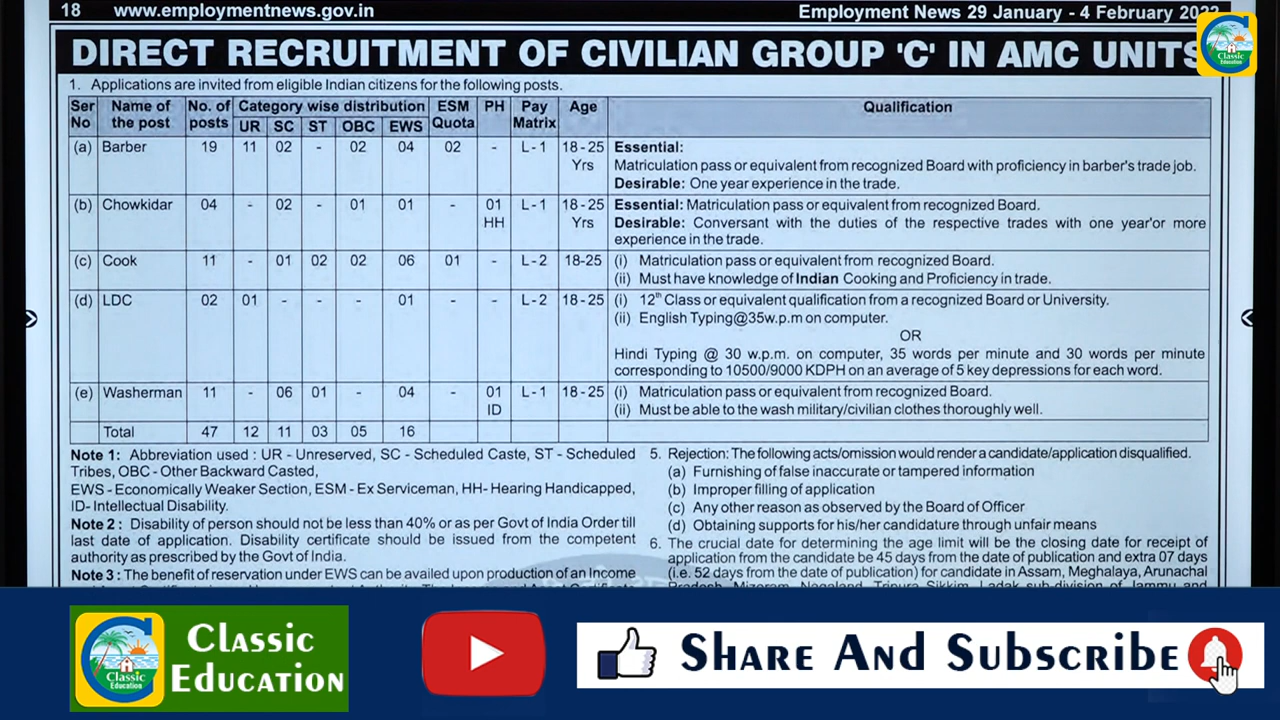 18 www.employmentnews.gov.in Employment News 29 January - 4 February
Classic
Education
DIRECT RECRUITMENT OF CIVILIAN GROUP 'C' IN AMC UNITS
1. Applications are invited from eligible Indian citizens for the following posts.
Ser No Name of the post No. of posts Category wise distribution ESM Quota PH Pay Matrix Age Qualification
UR SC ST OBC EWS
(a) Barber 19 11 02 - 02 04 02 - L-1 18-25 Yrs Essential:
Matriculation pass or equivalent from recognized Board with proficiency in barber's trade job.
Desirable: One year experience in the trade.
(b) Chowkidar 04 - 02 - 01 01 - 01 HH L-1 18-25 Yrs Essential: Matriculation pass or equivalent from recognized Board.
Desirable: Conversant with the duties of the respective trades with one year'or more
experience in the trade.
(c) Cook 11 - 01 02 02 06 01 - L-2 18-25 (i) Matriculation pass or equivalent from recognized Board.
(ii) Must have knowledge of Indian Cooking and Proficiency in trade.
(d) LDC 02 01 - - - 01 - - L-2 18-25 (i) 12th Class or equivalent qualification from a recognized Board or University.
(ii) English Typing@35w.p.m on computer.
OR
Hindi Typing @ 30 w.p.m. on computer, 35 words per minute and 30 words per minute
corresponding to 10500/9000 KDPH on an average of 5 key depressions for each word.
(e) Washerman 11 - 06 01 - 04 01 ID L-1 18-25 (i) Matriculation pass or equivalent from recognized Board.
(ii) Must be able to the wash military/civilian clothes thoroughly well.
Total 47 12 11 03 05 16
Note 1: Abbreviation used : UR - Unreserved, SC - Scheduled Caste, ST - Scheduled
Tribes, OBC - Other Backward Casted,
EWS - Economically Weaker Section, ESM - Ex Serviceman, HH- Hearing Handicapped,
ID- Intellectual Disability.
Note 2 : Disability of person should not be less than 40% or as per Govt of India Order till
last date of application. Disability certificate should be issued from the competent
authority as prescribed by the Govt of India.
Note 3 : The benefit of reservation under EWS can be availed upon production of an Income
5. Rejection: The following acts/omission would render a candidate/application disqualified.
(a) Furnishing of false inaccurate or tampered information
(b) Improper filling of application
(c) Any other reason as observed by the Board of Officer
(d) Obtaining supports for his/her candidature through unfair means
6. The crucial date for determining the age limit will be the closing date for receipt of
application from the candidate be 45 days from the date of publication and extra 07 days
(i.e. 52 days from the date of publication) for candidate in Assam, Meghalaya, Arunachal
Pradesh, Mizoram, Nagaland, Tripura, Sikkim, Ladak sub-division of Jammu and
Classic
Education
Classic
Education
Share And Subscribe